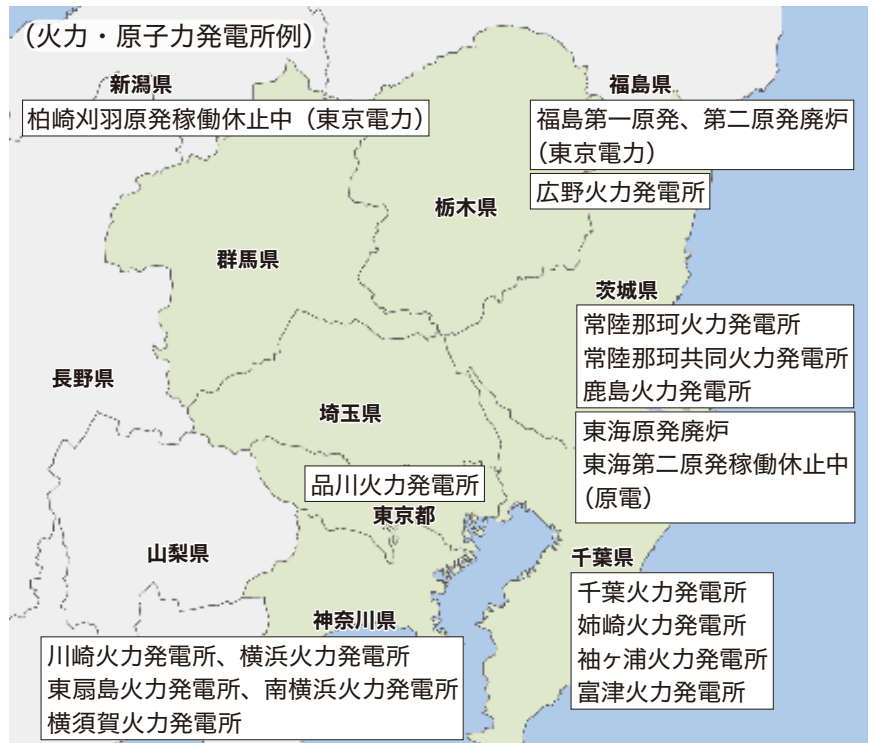 （火力・原子力発電所例）
新潟県
柏崎刈羽原発稼働休止中（東京電力）
福島県
福島第一原発、第二原発廃炉
（東京電力）
広野火力発電所
栃木県
群馬県
茨城県
常陸那珂火力発電所
常陸那珂共同火力発電所
鹿島火力発電所
東海原発廃炉
東海第二原発稼働休止中
（原電）
長野県
埼玉県
品川火力発電所
東京都
山梨県
千葉県
千葉火力発電所
姉崎火力発電所
袖ヶ浦火力発電所
富津火力発電所
神奈川県
川崎火力発電所、横浜火力発電所
東扇島火力発電所、南横浜火力発電所
横須賀火力発電所